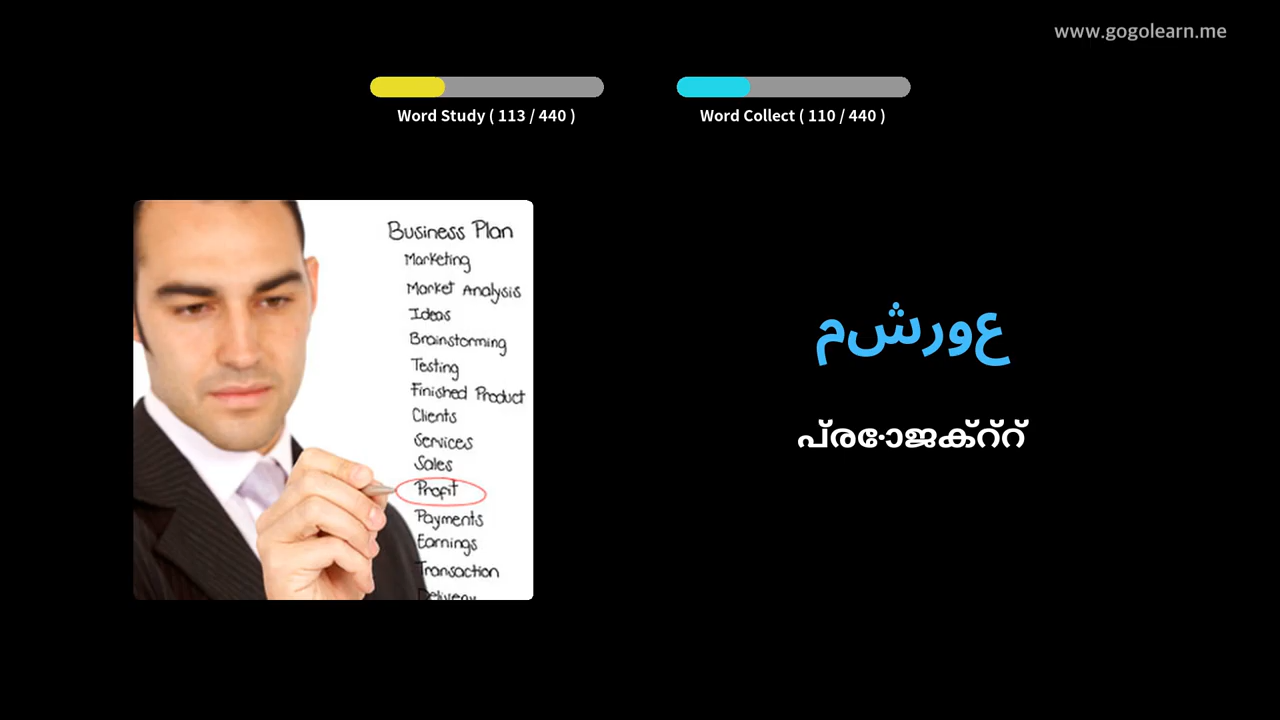 www.gogolearn.me
Word Study ( 113 / 440 )
Word Collect ( 110 / 440 )
Business Plan
Marketing
Market Analysis
Ideas
Brainstorming
Testing
Finished Product
Clients
Services
Sales
Profit
Payments
Earnings
Transaction
Delivery
مشروع
പ്രോജക്റ്റ്